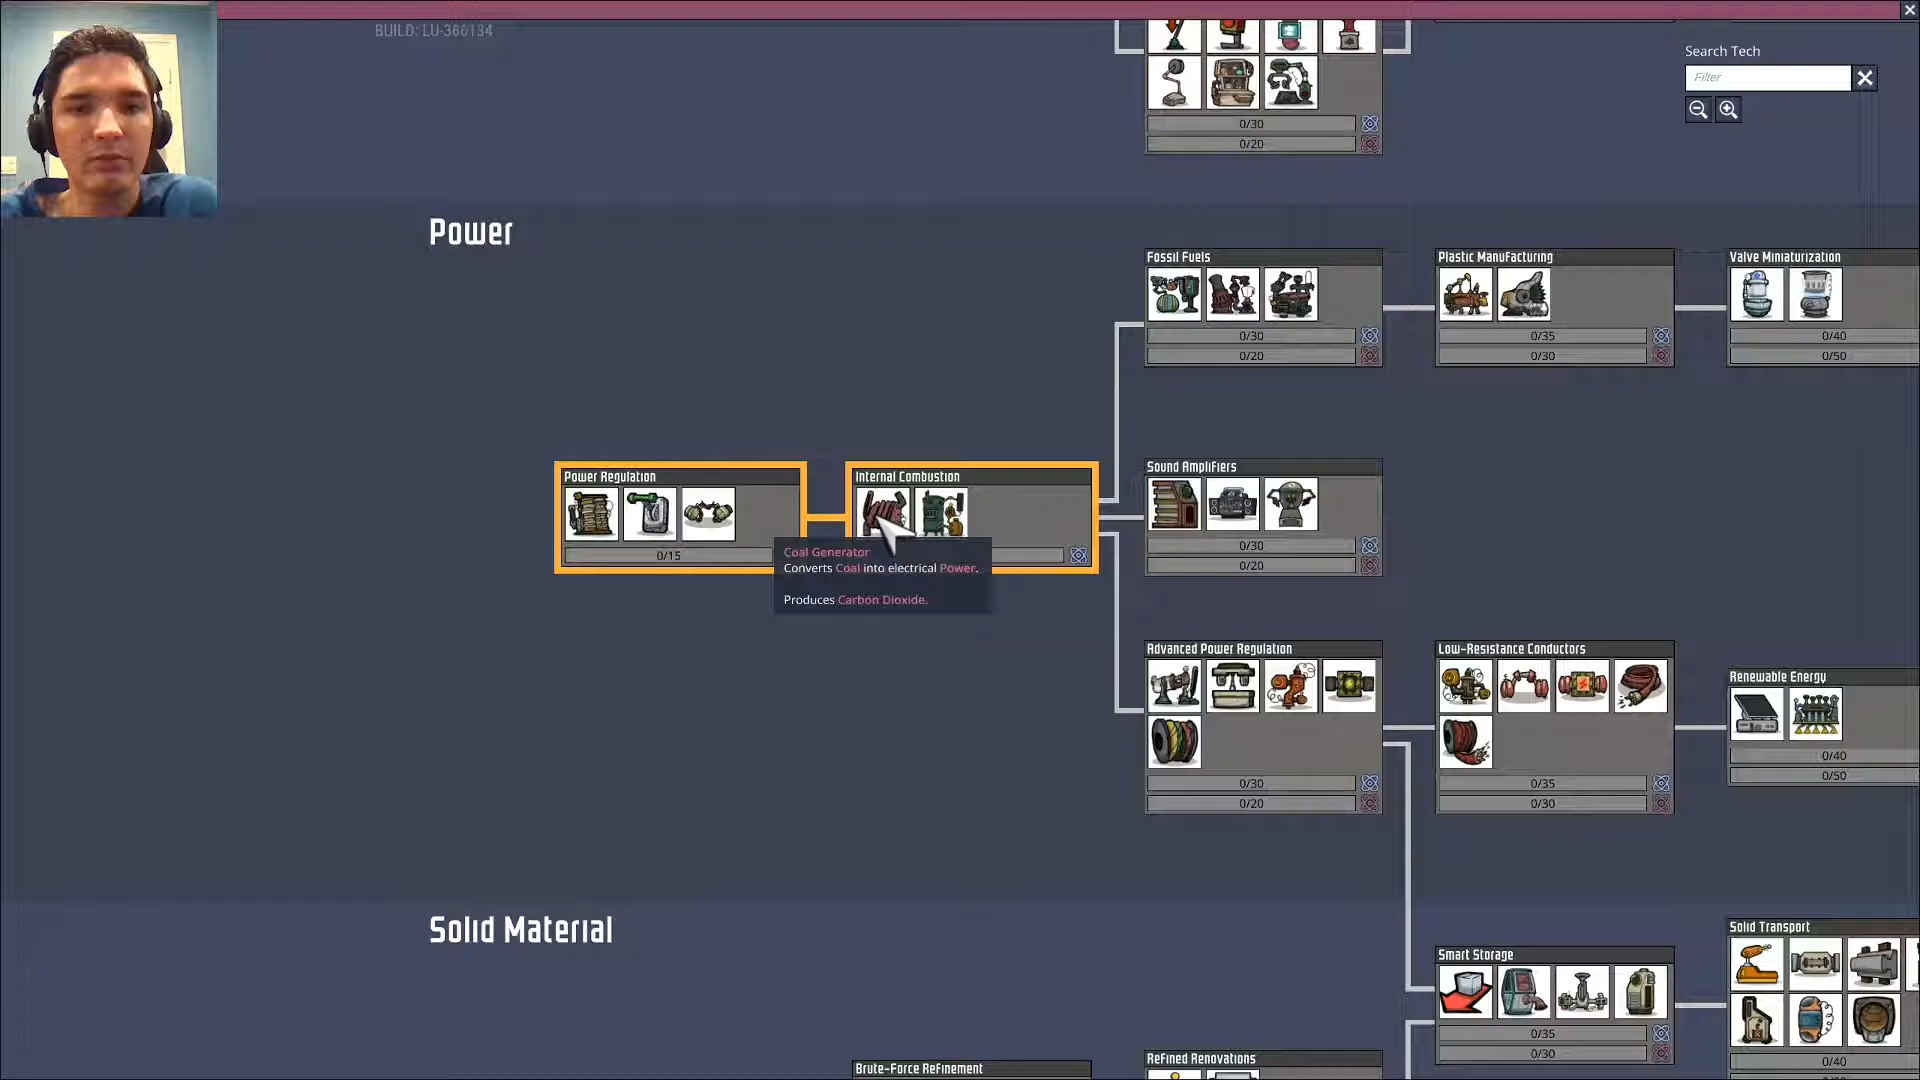 BUILD: LU-366134
Search Tech
Filter
0/30
0/20
Power
Fossil Fuels
0/30
0/20
Plastic Manufacturing
0/35
0/30
Valve Miniaturization
0/40
0/50
Power Regulation
0/15
Internal Combustion
Coal Generator
Converts Coal into electrical Power.
Produces Carbon Dioxide.
Sound Amplifiers
0/30
0/20
Advanced Power Regulation
0/30
0/20
Low-Resistance Conductors
0/35
0/30
Renewable Energy
0/40
0/50
Solid Material
Smart Storage
0/35
0/30
Solid Transport
0/40
Brute-Force Refinement
Refined Renovations